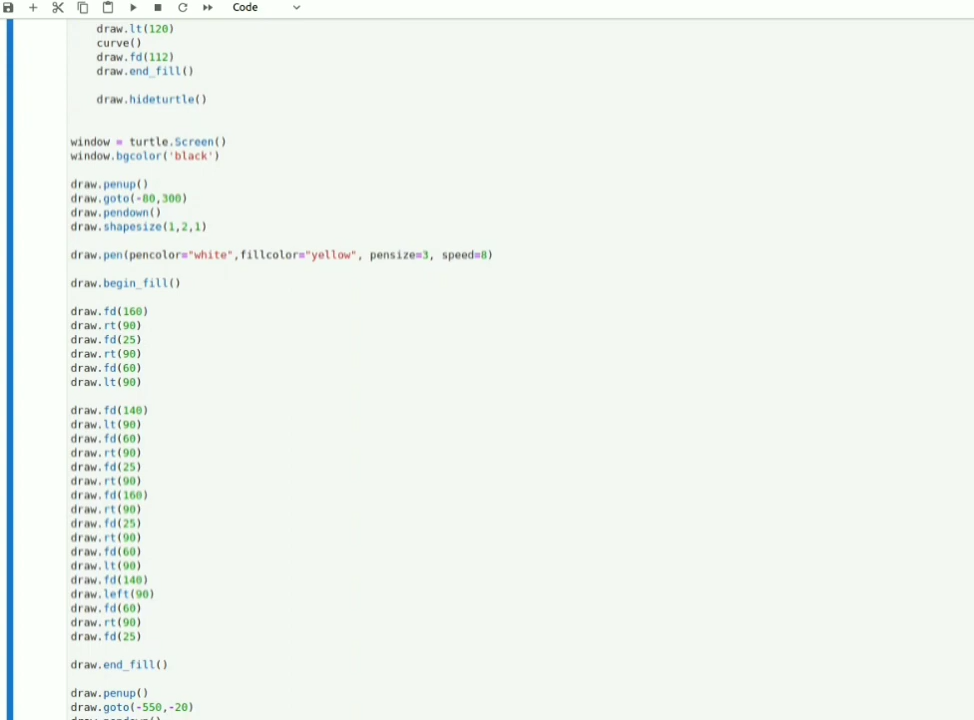 Code
draw.lt(120)
curve()
draw.fd(112)
draw.end_fill()
draw.hideturtle()
window = turtle.Screen()
window.bgcolor('black')
draw.penup()
draw.goto(-80,300)
draw.pendown()
draw.shapesize(1,2,1)
draw.pen(pencolor="white",fillcolor="yellow", pensize=3, speed=8)
draw.begin_fill()
draw.fd(160)
draw.rt(90)
draw.fd(25)
draw.rt(90)
draw.fd(60)
draw.lt(90)
draw.fd(140)
draw.lt(90)
draw.fd(60)
draw.rt(90)
draw.fd(25)
draw.rt(90)
draw.fd(160)
draw.rt(90)
draw.fd(25)
draw.rt(90)
draw.fd(60)
draw.lt(90)
draw.fd(140)
draw.left(90)
draw.fd(60)
draw.rt(90)
draw.fd(25)
draw.end_fill()
draw.penup()
draw.goto(-550,-20)